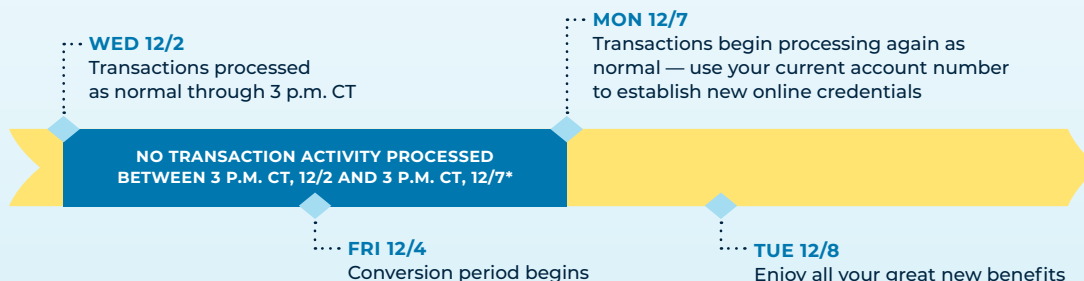 WED 12/2
Transactions processed
as normal through 3 p.m. CT
MON 12/7
Transactions begin processing again as
normal — use your current account number
to establish new online credentials
NO TRANSACTION ACTIVITY PROCESSED
BETWEEN 3 P.M. CT, 12/2 AND 3 P.M. CT, 12/7*
FRI 12/4
Conversion period begins
TUE 12/8
Enjoy all your great new benefits